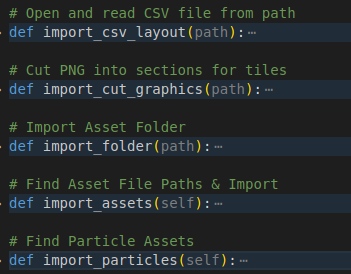 # Open and read CSV file from path
def import_csv_layout(path):⋯
# Cut PNG into sections for tiles
def import_cut_graphics(path):⋯
# Import Asset Folder
def import_folder(path):⋯
# Find Asset File Paths & Import
def import_assets(self):⋯
# Find Particle Assets
def import_particles(self):⋯